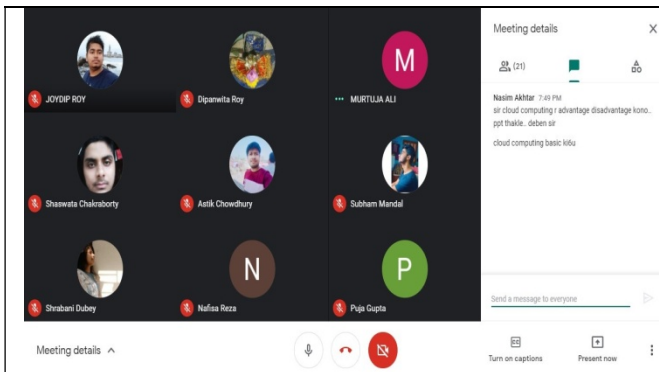 M
JOYDIP ROY
Dipanwita Roy
MURTUJA ALI
Shaswata Chakraborty
Astik Chowdhury
Subham Mandal
N
P
Shrabani Dubey
Nafisa Reza
Puja Gupta
Meeting details
Meeting details
(21)
Nasim Akhtar 7:49 PM
sir cloud computing r advantage disadvantage kono..
ppt thakle.. deben sir
cloud computing basic ki6u
Send a message to everyone
CC
Turn on captions
Present now